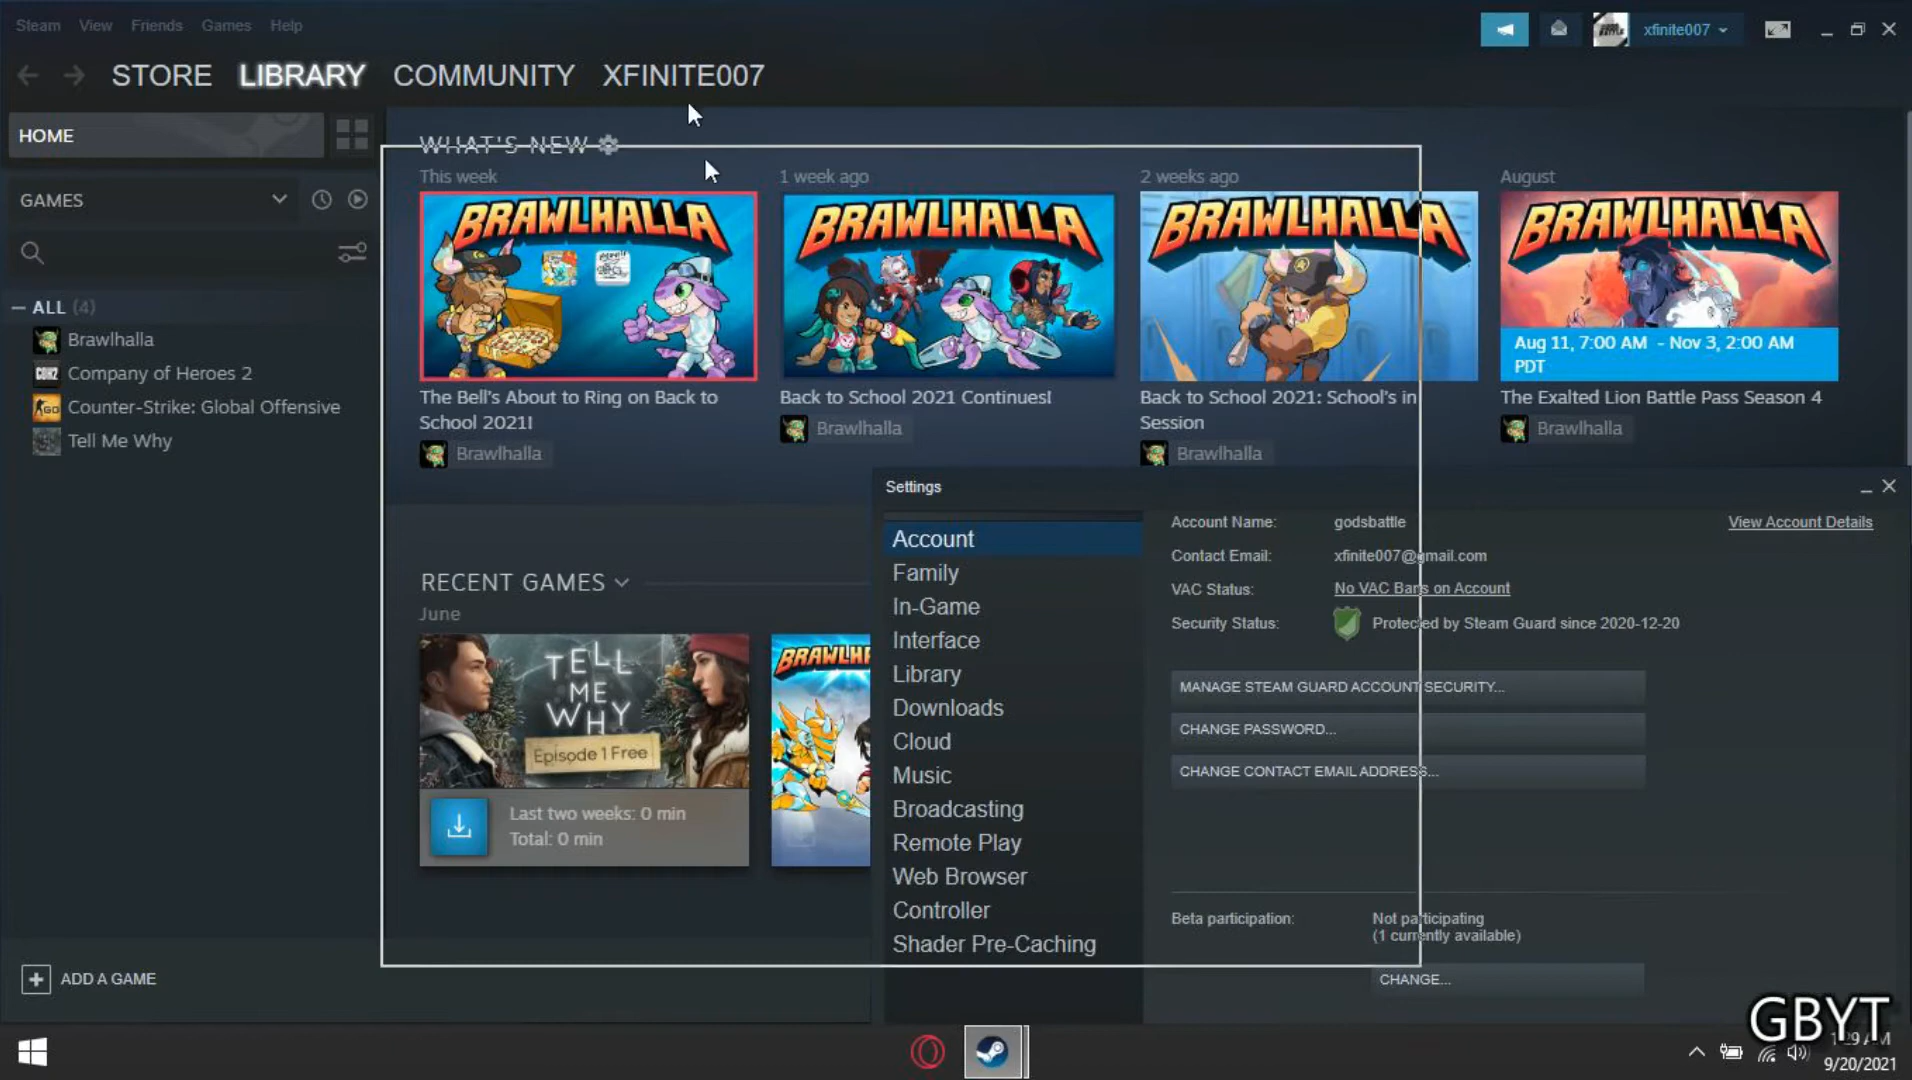 Steam View Friends Games Help
xfinite007
STORE LIBRARY COMMUNITY XFINITE007
HOME
GAMES
ALL (4)
Brawlhalla
Company of Heroes 2
Counter-Strike: Global Offensive
Tell Me Why
ADD A GAME
WHAT'S NEW
This week
BRAWLHALLA
The Bell's About to Ring on Back to
School 2021!
Brawlhalla
1 week ago
BRAWLHALLA
Back to School 2021 Continues!
Brawlhalla
2 weeks ago
BRAWLHALLA
Back to School 2021: School's in
Session
Brawlhalla
August
BRAWLHALLA
Aug 11, 7:00 AM - Nov 3, 2:00 AM
PDT
The Exalted Lion Battle Pass Season 4
Brawlhalla
RECENT GAMES
June
TELL
ME
WHY
Episode 1 Free
Last two weeks: 0 min
Total: 0 min
BRAWLH
Settings
Account
Family
In-Game
Interface
Library
Downloads
Cloud
Music
Broadcasting
Remote Play
Web Browser
Controller
Shader Pre-Caching
Account Name: godsbattle
View Account Details
Contact Email: xfinite007@gmail.com
VAC Status: No VAC Bans on Account
Security Status: Protected by Steam Guard since 2020-12-20
MANAGE STEAM GUARD ACCOUNT SECURITY...
CHANGE PASSWORD...
CHANGE CONTACT EMAIL ADDRESS...
Beta participation: Not participating
(1 currently available)
CHANGE...
GBYT
9/20/2021